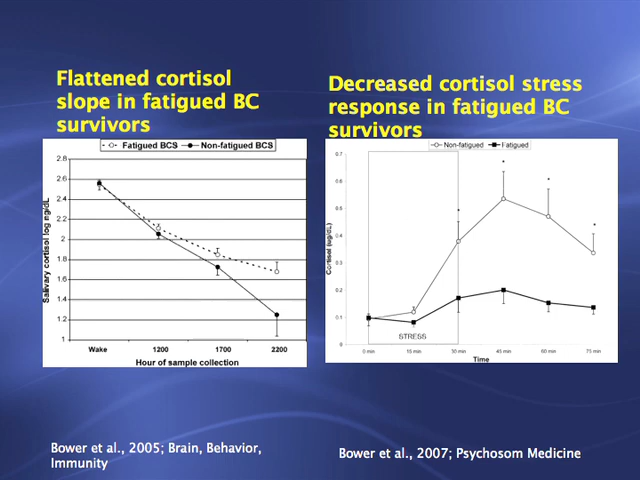 Flattened cortisol
slope in fatigued BC
survivors
Decreased cortisol stress
response in fatigued BC
survivors
Fatigued BCS
Non-fatigued BCS
Salivary cortisol log ng/dL
2.8
2.6
2.4
2.2
2
1.8
1.6
1.4
1.2
1
Wake
1200
1700
2200
Hour of sample collection
Non-fatigued
Fatigued
Cortisol (ug/dL)
0.7
0.6
0.5
0.4
0.3
0.2
0.1
0
*
*
*
*
STRESS
0 min
15 min
30 min
45 min
60 min
75 min
Time
Bower et al., 2005; Brain, Behavior,
Immunity
Bower et al., 2007; Psychosom Medicine